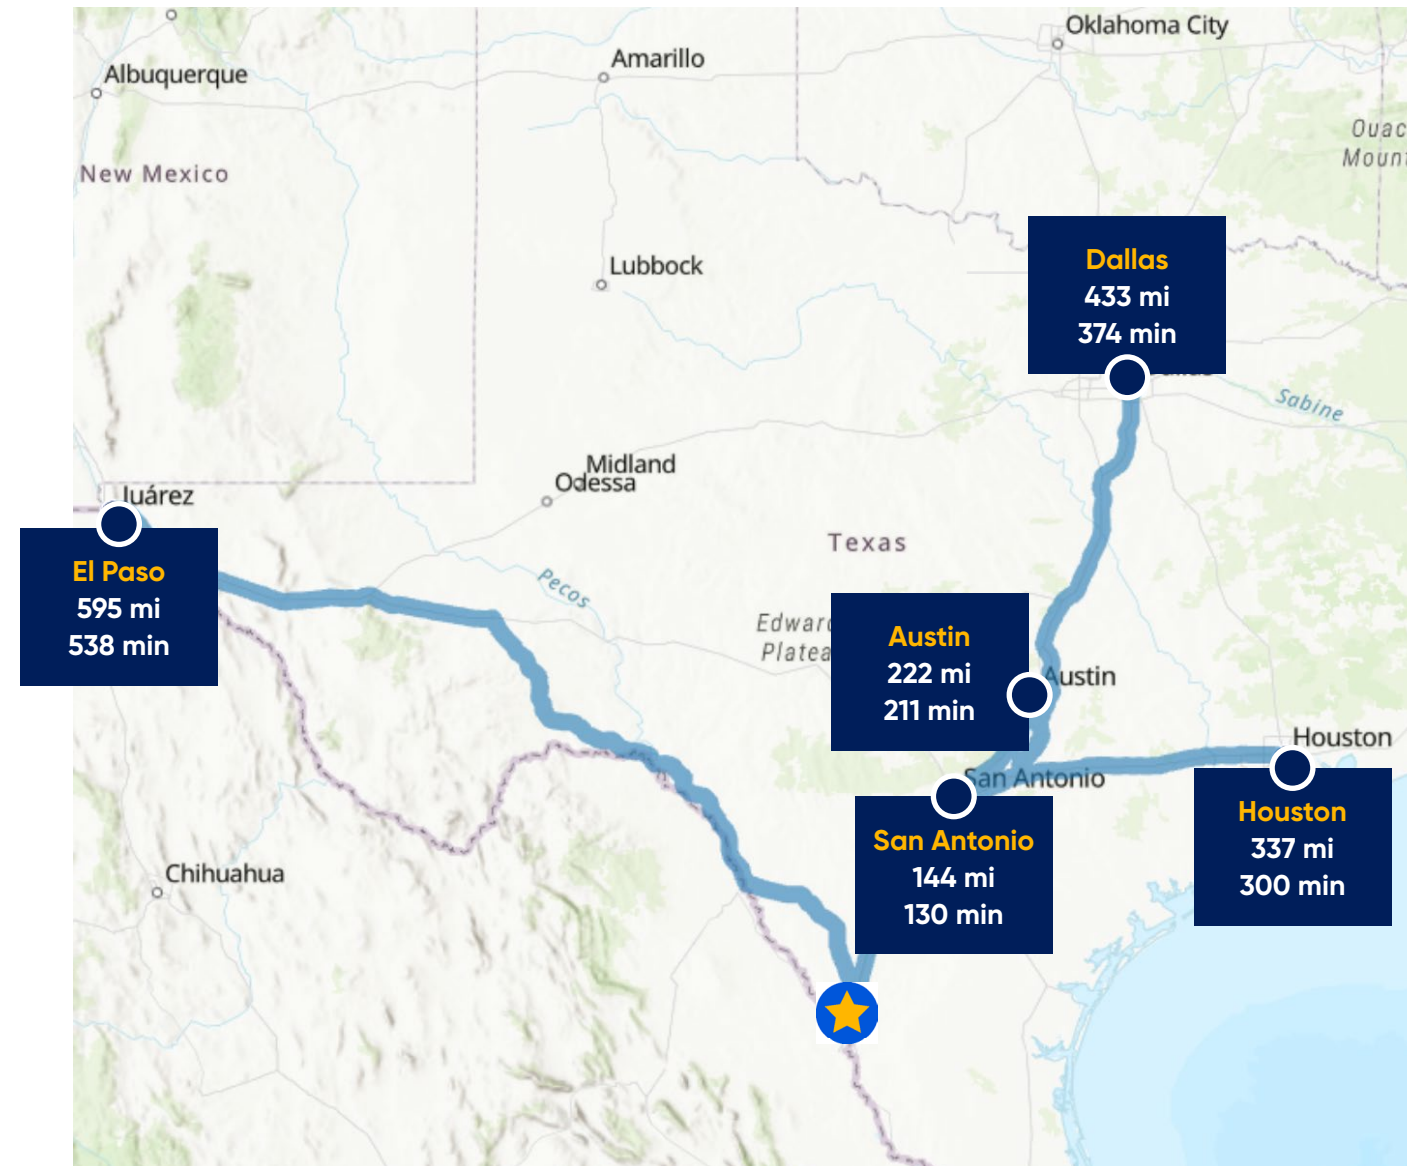 Oklahoma City
Amarillo
Albuquerque
New Mexico
Lubbock
Dallas
433 mi
374 min
Sabine
Midland
Odessa
Juárez
Texas
El Paso
595 mi
538 min
Pecos
Austin
222 mi
211 min
Austin
Houston
San Antonio
San Antonio
144 mi
130 min
Houston
337 mi
300 min
Chihuahua